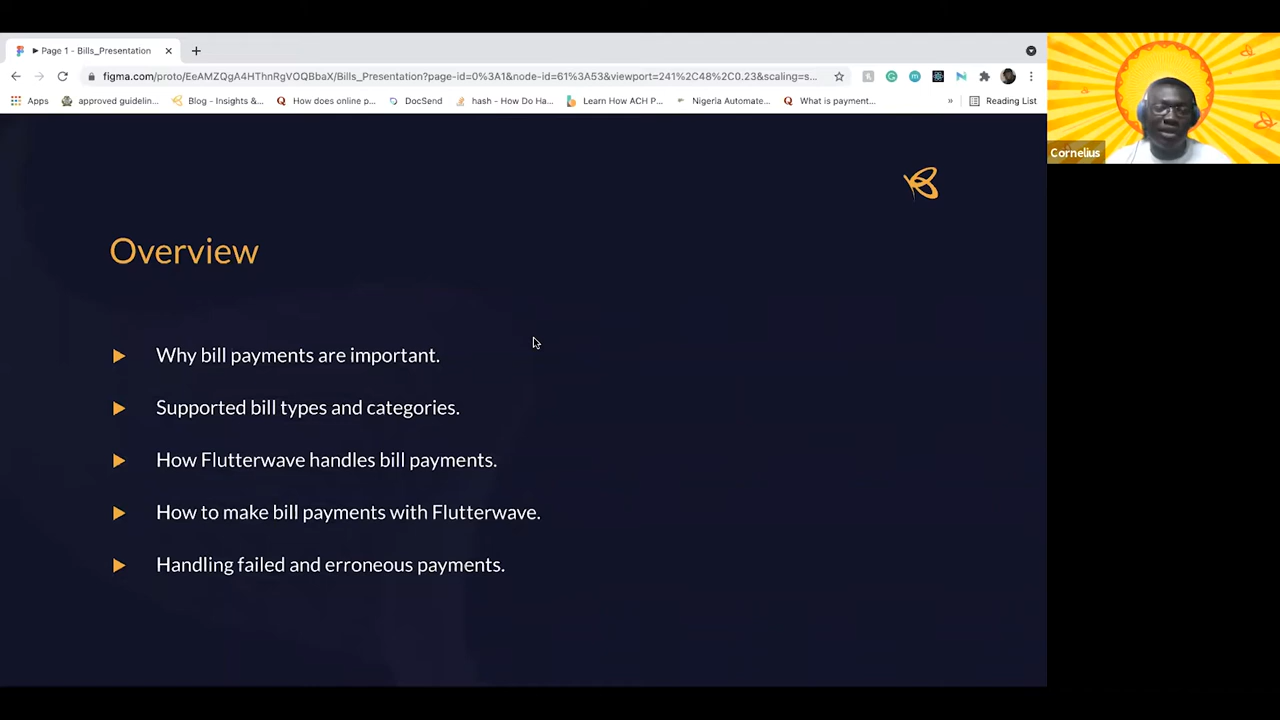 Page 1 - Bills_Presentation
figma.com/proto/EeAMZQgA4HThnRgVOQBbaX/Bills_Presentation?page-id=0%3A1&node-id=61%3A53&viewport=241%2C48%2C0.23&scaling=s...
Apps approved guidelin... Blog - Insights &... How does online p... DocSend hash - How Do Ha... Learn How ACH P... Nigeria Automate... What is payment... » Reading List
Cornelius
Overview
Why bill payments are important.
Supported bill types and categories.
How Flutterwave handles bill payments.
How to make bill payments with Flutterwave.
Handling failed and erroneous payments.